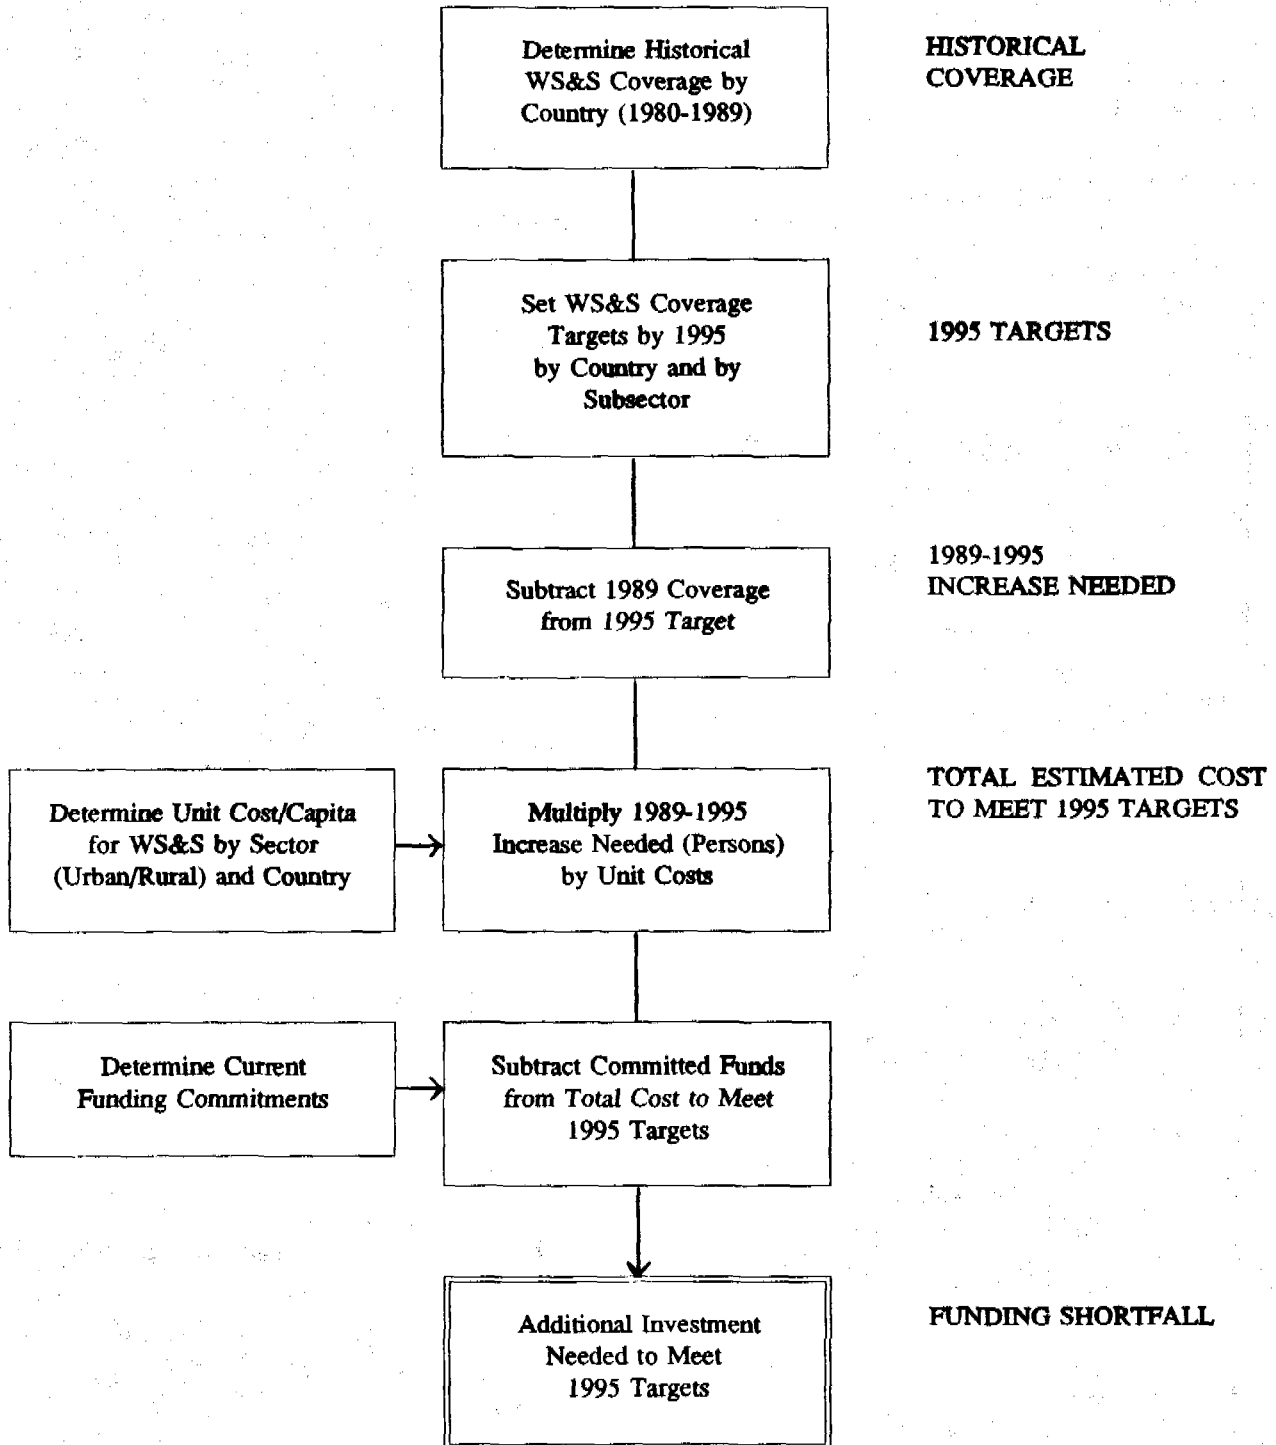 Determine Historical
WS&S Coverage by
Country (1980-1989)
HISTORICAL
COVERAGE
Set WS&S Coverage
Targets by 1995
by Country and by
Subsector
1995 TARGETS
Subtract 1989 Coverage
from 1995 Target
1989-1995
INCREASE NEEDED
Determine Unit Cost/Capita
for WS&S by Sector
(Urban/Rural) and Country
Multiply 1989-1995
Increase Needed (Persons)
by Unit Costs
TOTAL ESTIMATED COST
TO MEET 1995 TARGETS
Determine Current
Funding Commitments
Subtract Committed Funds
from Total Cost to Meet
1995 Targets
Additional Investment
Needed to Meet
1995 Targets
FUNDING SHORTFALL